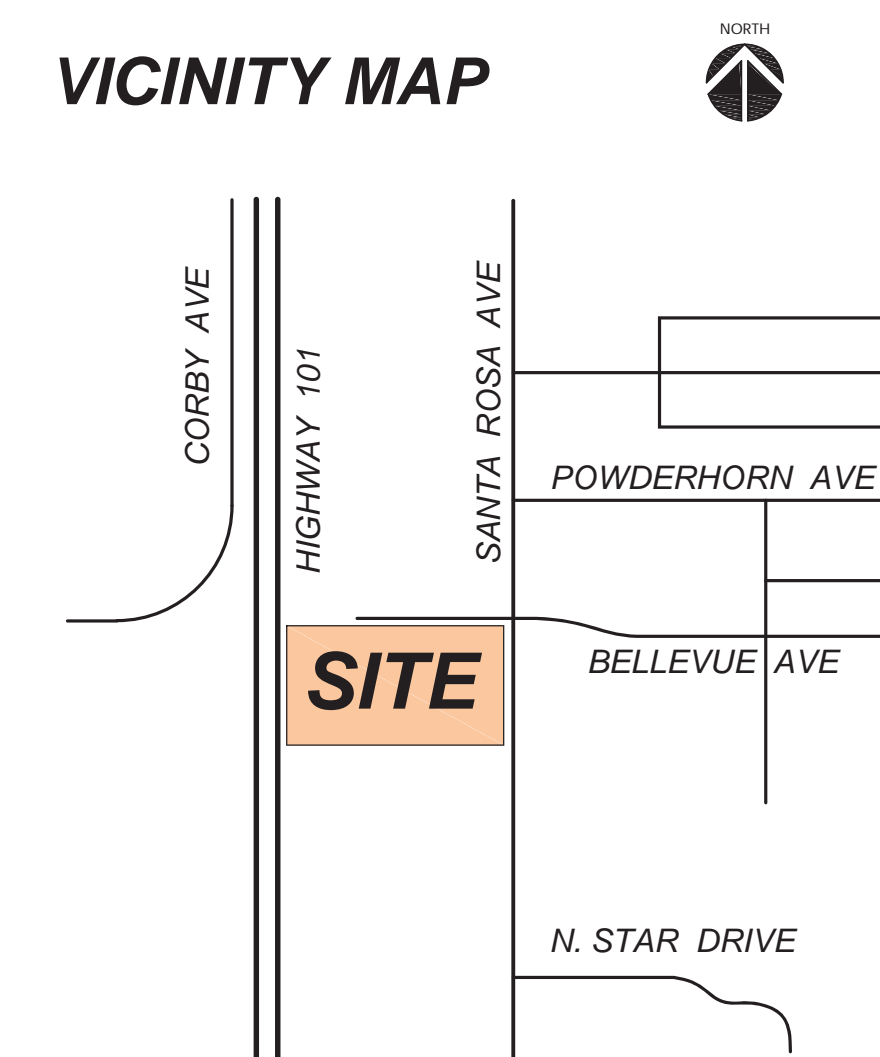 NORTH
VICINITY MAP
CORBY AVE
HIGHWAY 101
SANTA ROSA AVE
POWDERHORN AVE
SITE
BELLEVUE AVE
N. STAR DRIVE